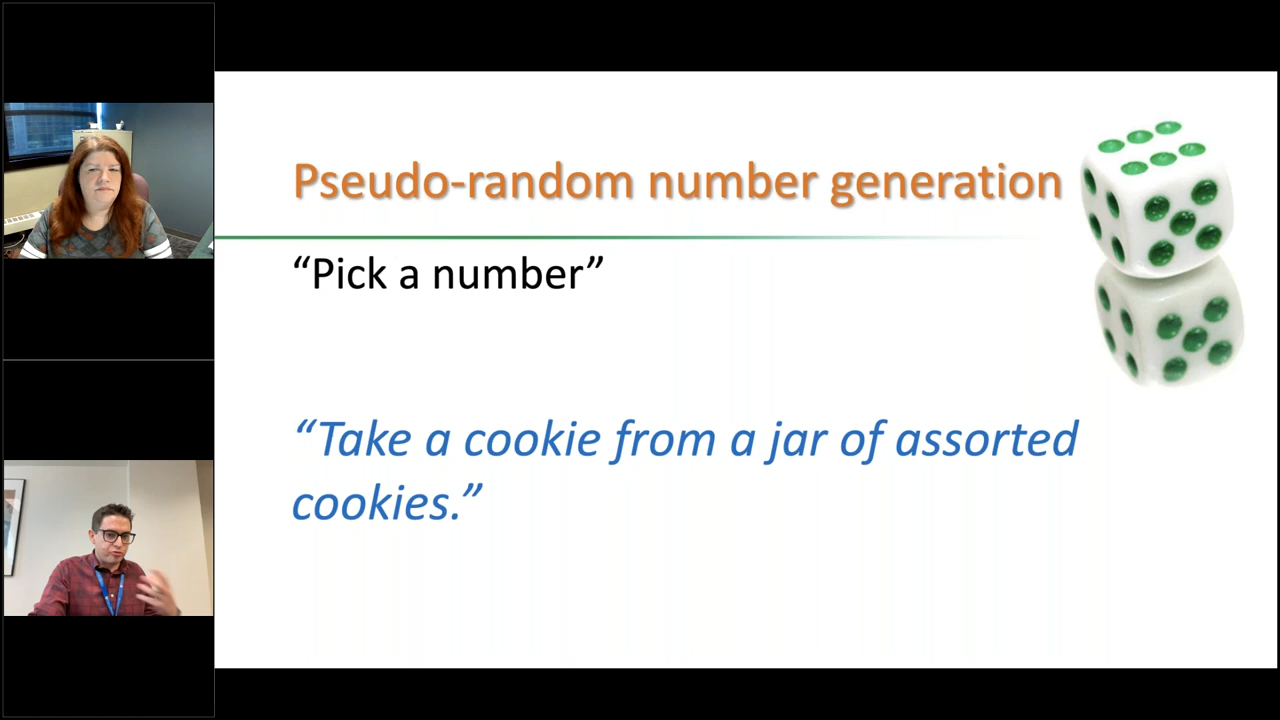 Pseudo-random number generation
“Pick a number”
“Take a cookie from a jar of assorted
cookies.”